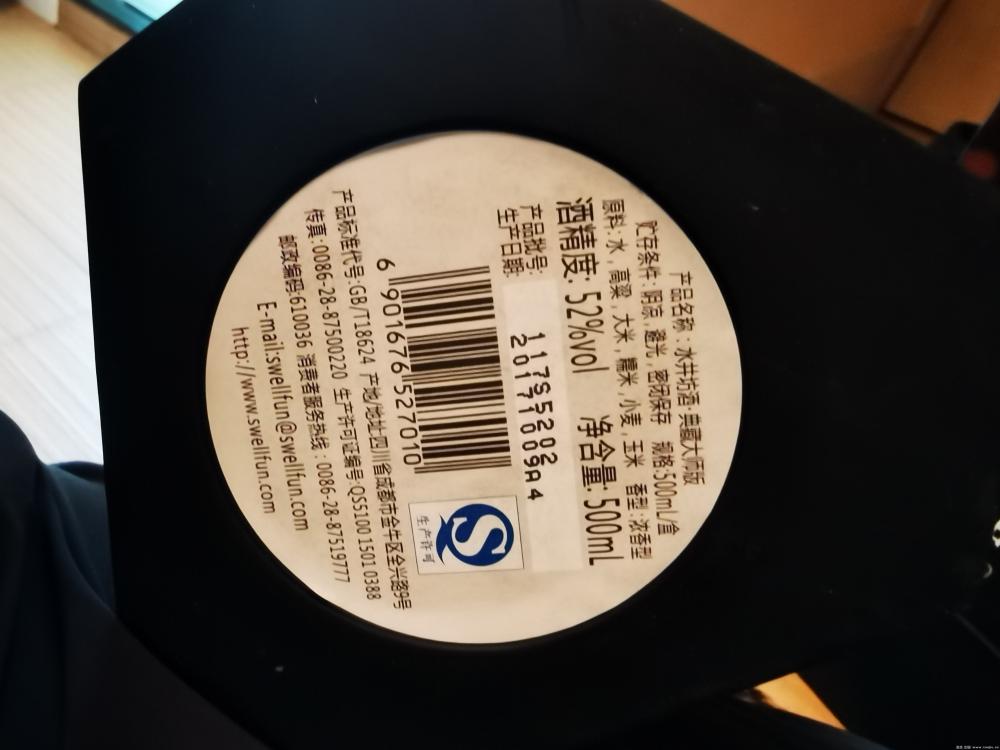 产品名称：水井坊酒·典藏大师版
贮存条件：阴凉，避光，密闭保存 规格:500mL/盒
原料：水，高粱，大米，糯米，小麦，玉米 香型：浓香型
酒精度: 52%vol 净含量: 500mL
产品批号: 117S5202
生产日期: 20171009A4
6 901676 527010
生产许可
产品标准代号:GB/T18624 产地/地址:四川省成都市金牛区全兴路9号
传真: 0086-28-87500220 生产许可证编号:QS5100 1501 0388
邮政编码:610036 消费者服务热线：0086-28-87519777
E-mail:swellfun@swellfun.com
http://www.swellfun.com